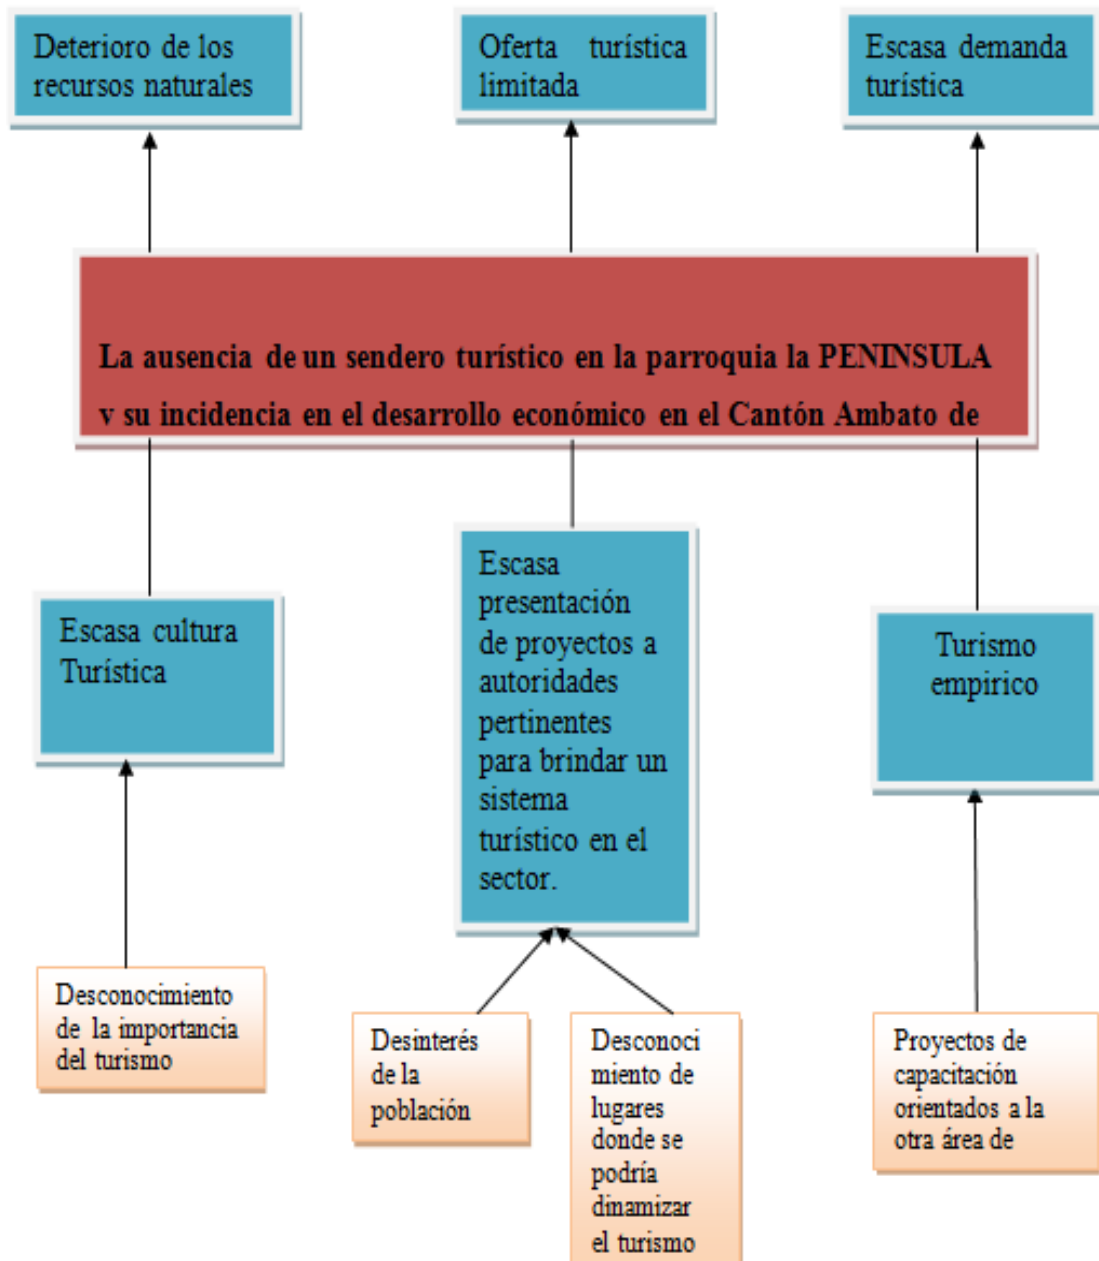 Deterioro de los
recursos naturales
Oferta turística
limitada
Escasa demanda
turística
La ausencia de un sendero turístico en la parroquia la PENINSULA
y su incidencia en el desarrollo económico en el Cantón Ambato de
Escasa cultura
Turística
Escasa
presentación
de proyectos a
autoridades
pertinentes
para brindar un
sistema
turístico en el
sector.
Turismo
empirico
Desconocimiento
de la importancia
del turismo
Desinterés
de la
población
Desconoci
miento de
lugares
donde se
podría
dinamizar
el turismo
Proyectos de
capacitación
orientados a la
otra área de